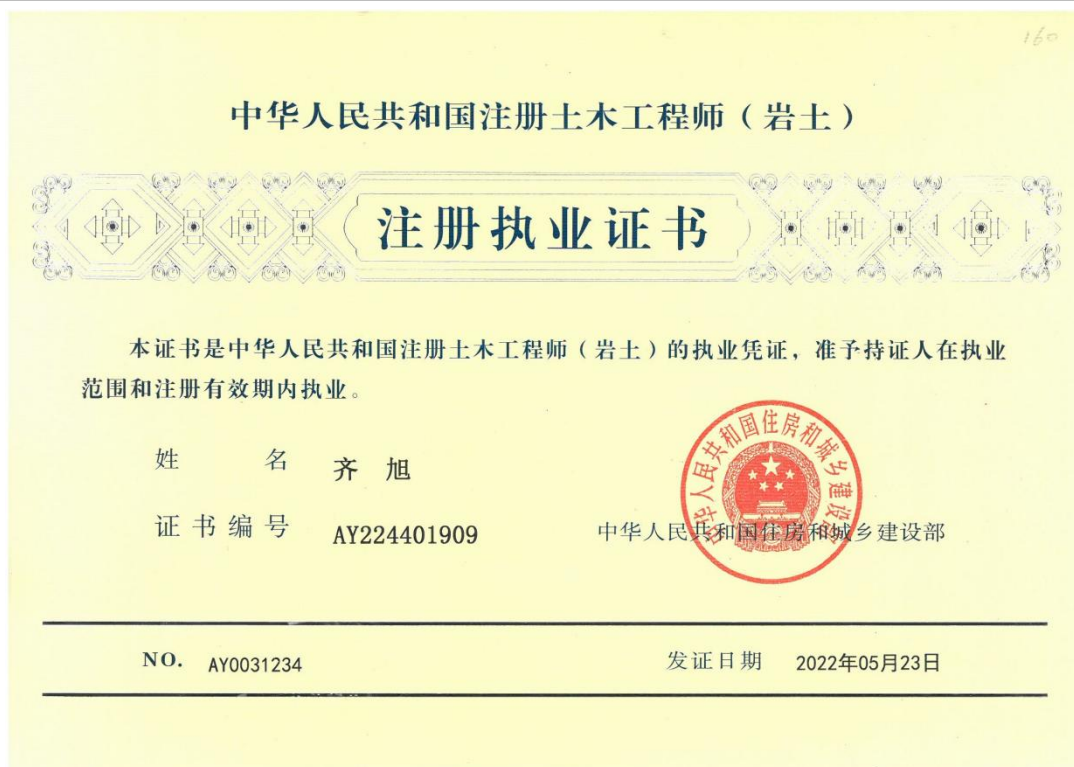 160
中华人民共和国注册土木工程师（岩土）
注册执业证书
本证书是中华人民共和国注册土木工程师（岩土）的执业凭证，准予持证人在执业
范围和注册有效期内执业。
姓 名 齐 旭
证书编号 AY224401909
中华人民共和国住房和城乡建设部
中华人民共和国住房和城乡建设部
NO. AY0031234
发证日期 2022年05月23日